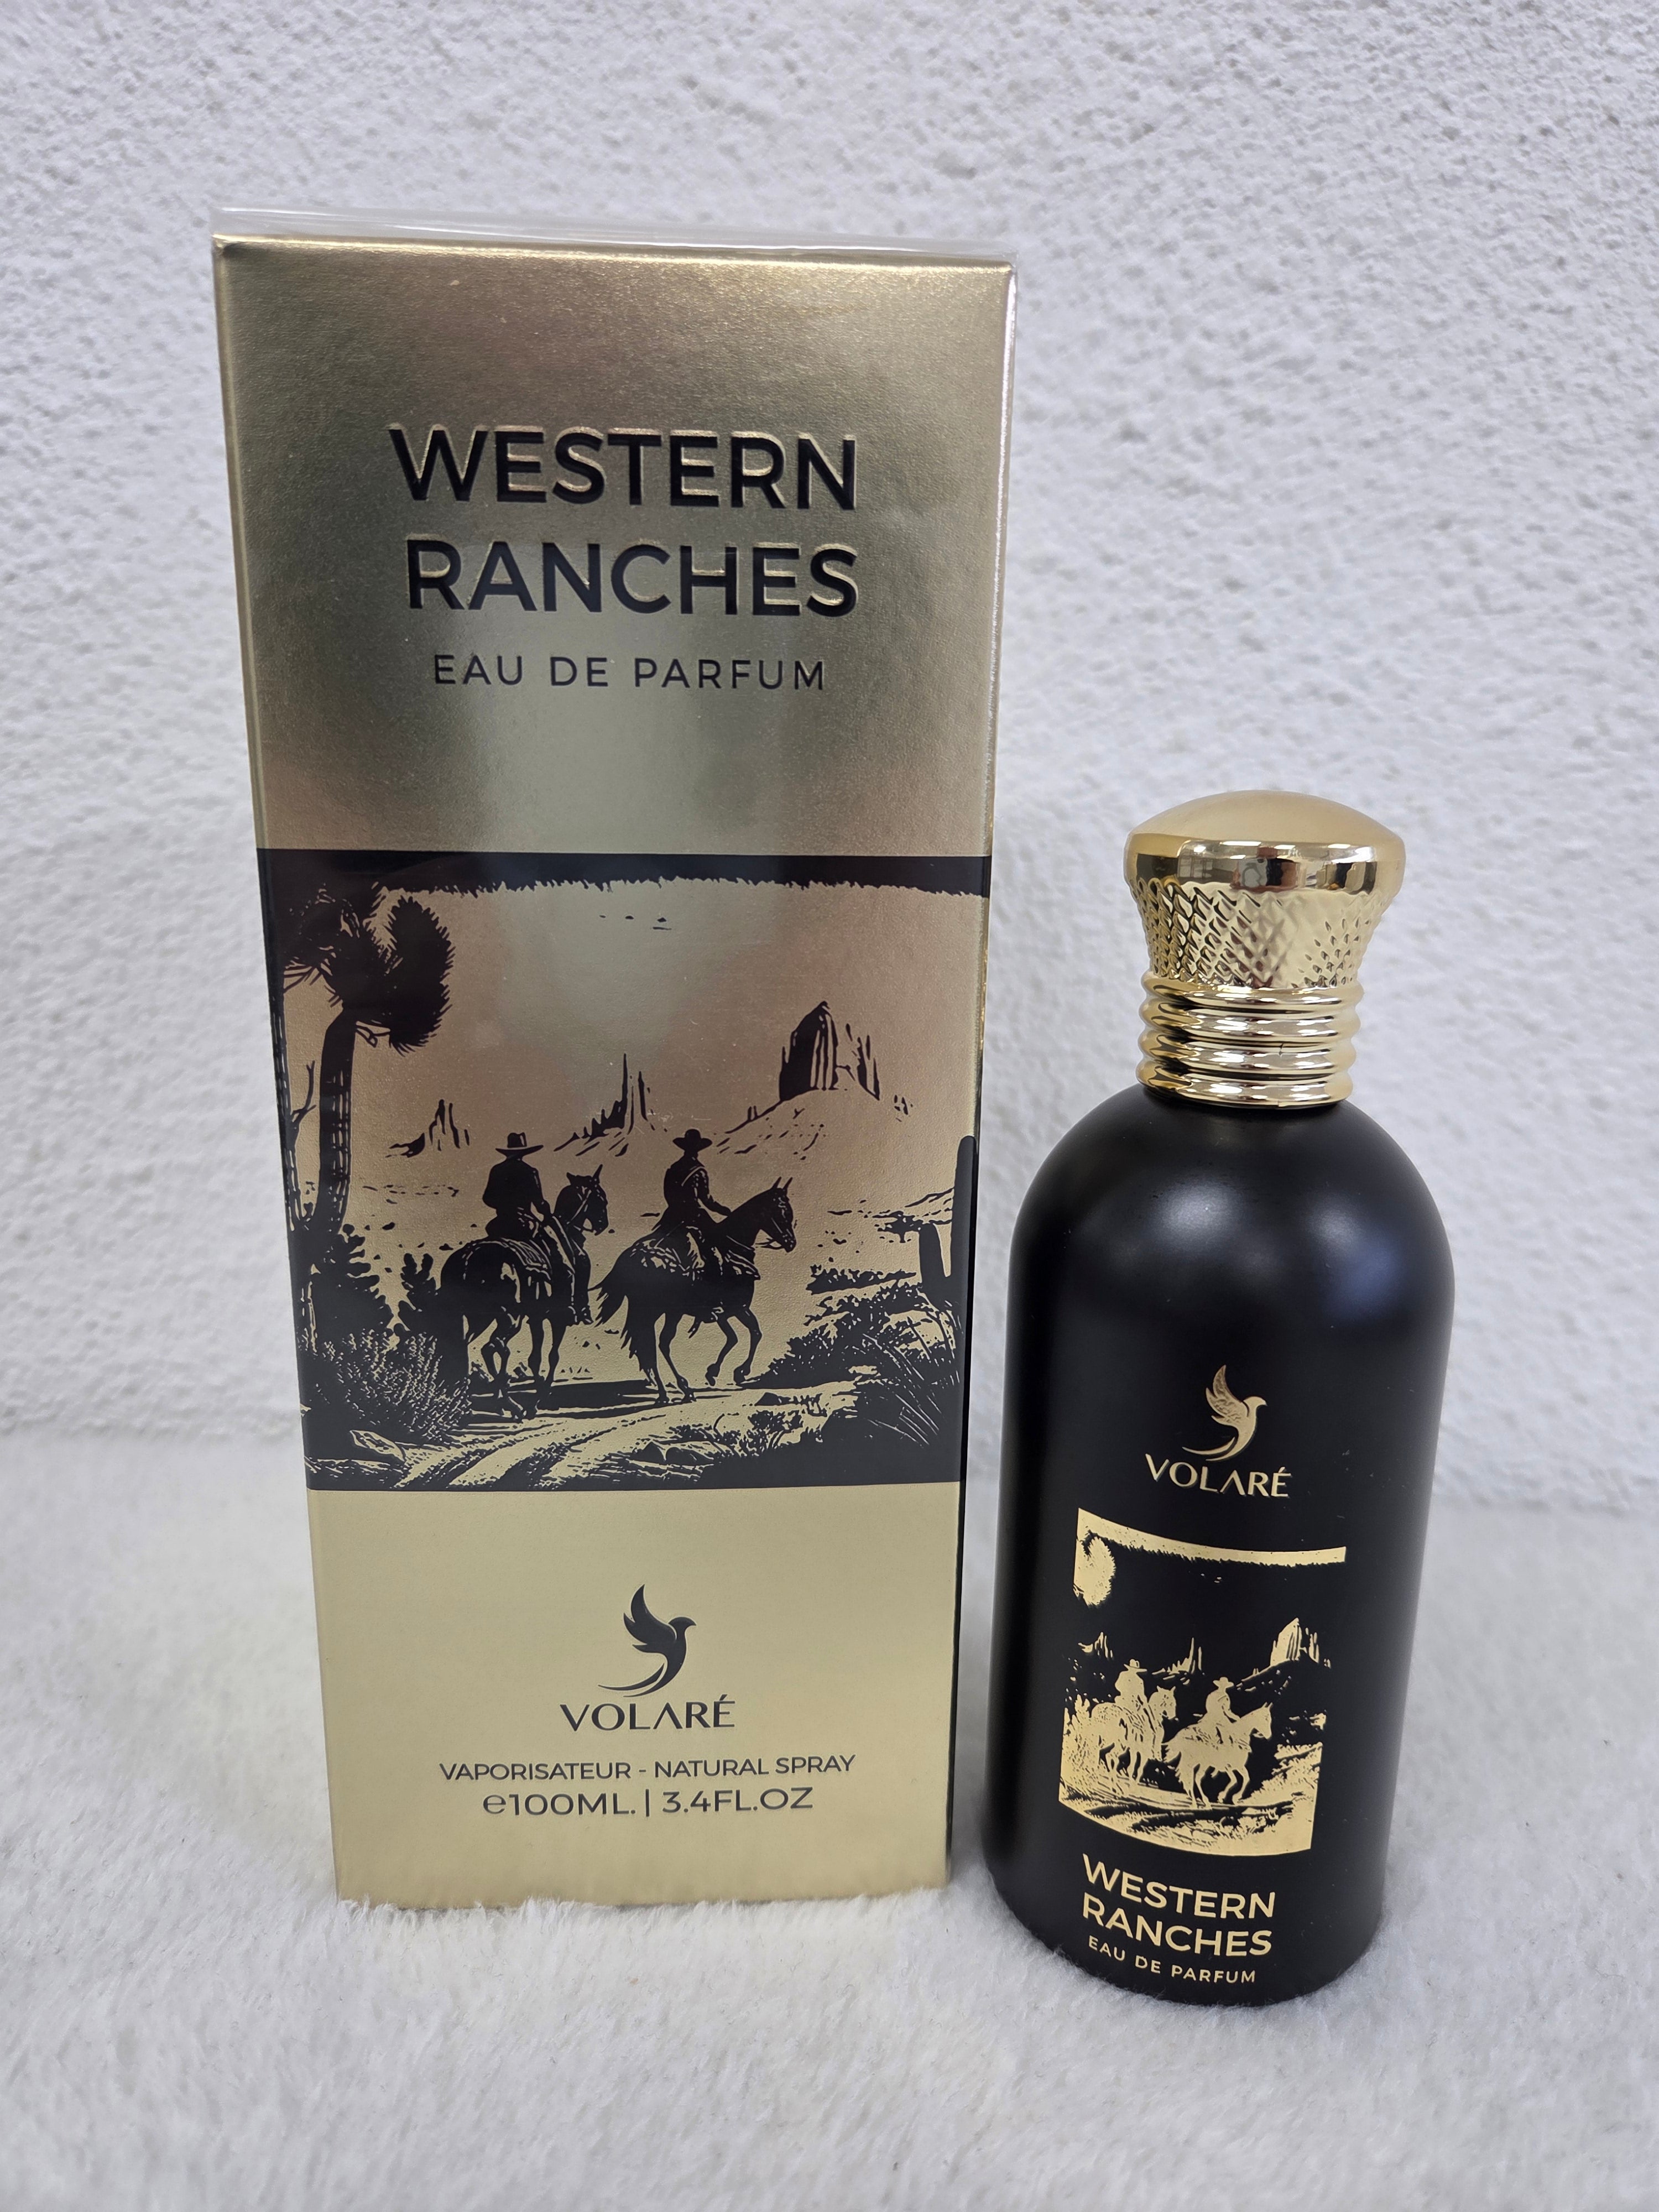 WESTERN
RANCHES
EAU DE PARFUM
VOLARÉ
VAPORISATEUR - NATURAL SPRAY
℮100ML. | 3.4FL.OZ
VOLARÉ
WESTERN
RANCHES
EAU DE PARFUM